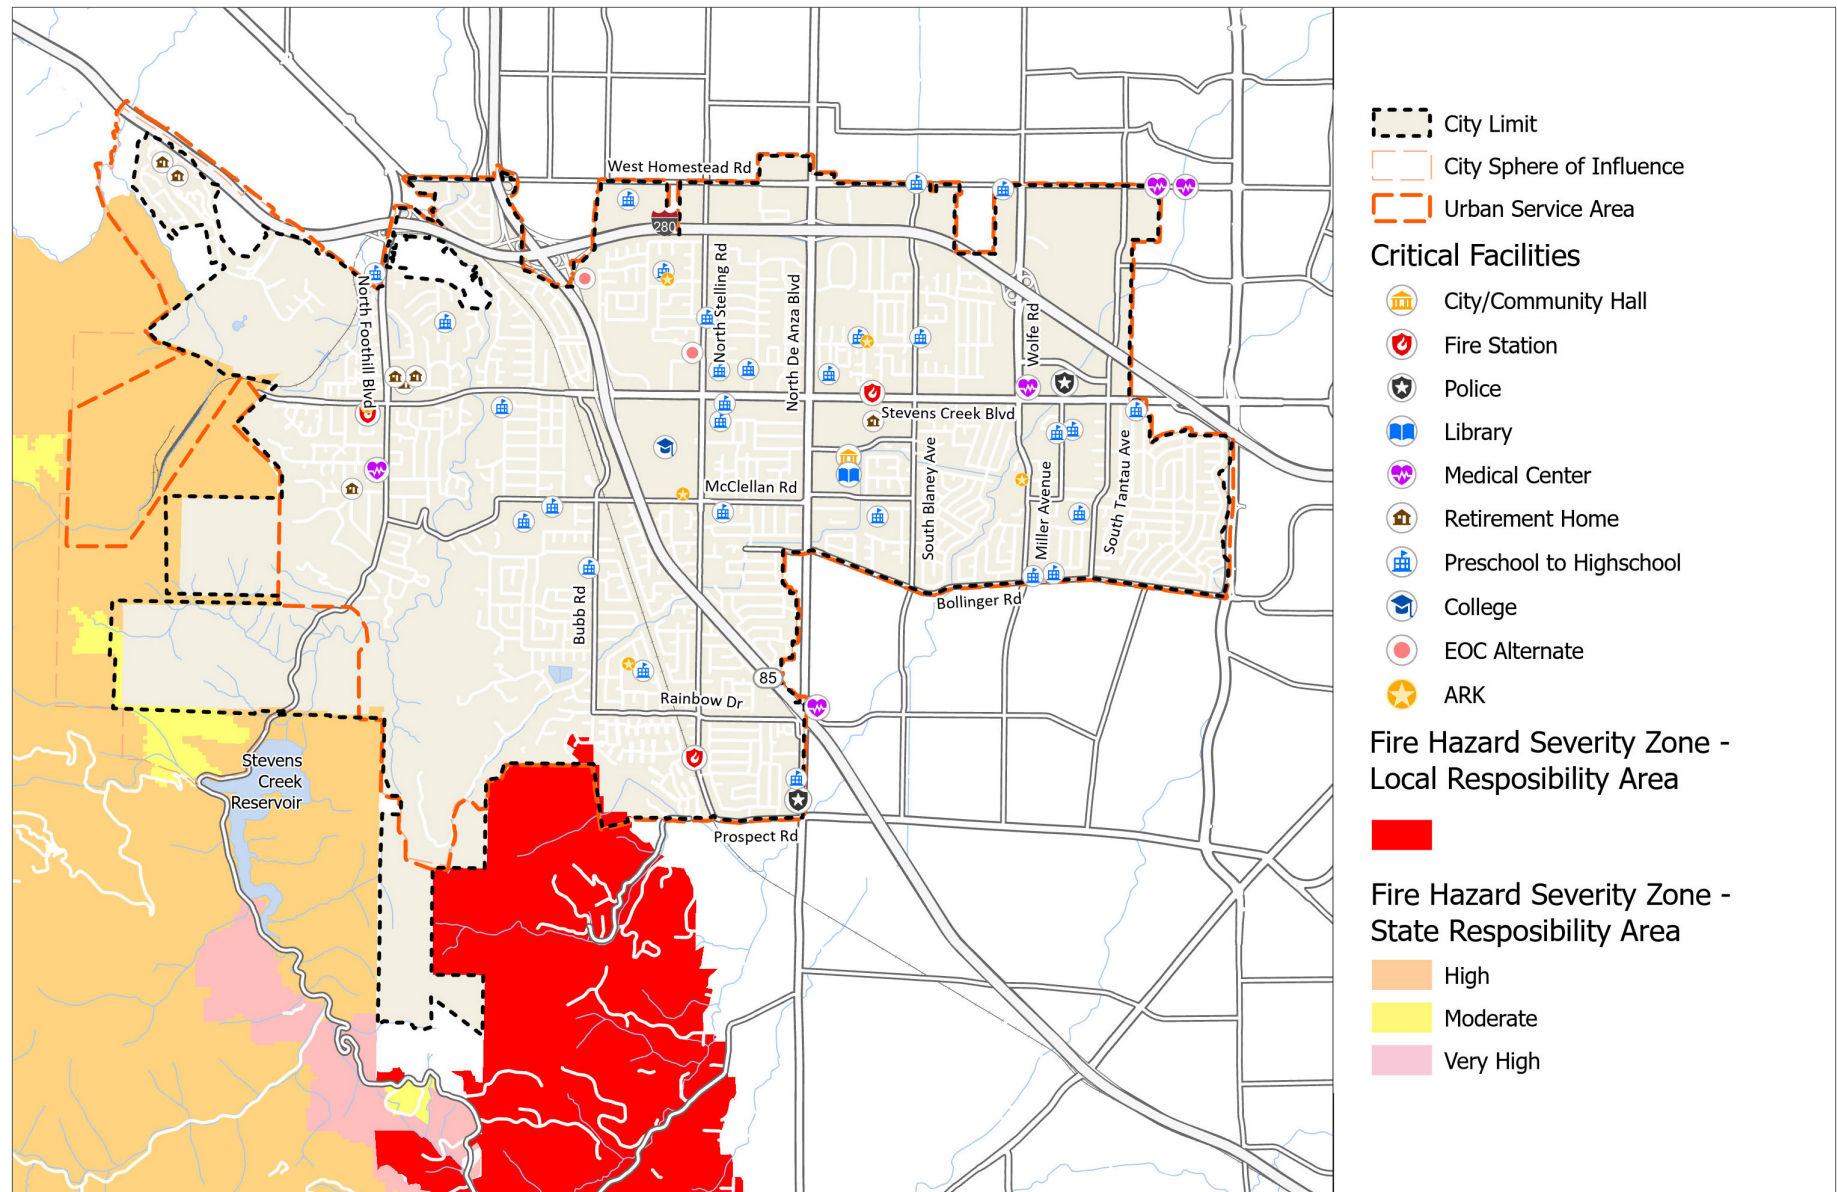 West Homestead Rd
280
North Foothill Blvd
North Stelling Rd
North De Anza Blvd
Wolfe Rd
Stevens Creek Blvd
South Blaney Ave
Miller Avenue
South Tantau Ave
McClellan Rd
Bubb Rd
Bollinger Rd
85
Rainbow Dr
Stevens
Creek
Reservoir
Prospect Rd
City Limit
City Sphere of Influence
Urban Service Area
Critical Facilities
City/Community Hall
Fire Station
Police
Library
Medical Center
Retirement Home
Preschool to Highschool
College
EOC Alternate
ARK
Fire Hazard Severity Zone -
Local Resposibility Area
Fire Hazard Severity Zone -
State Resposibility Area
High
Moderate
Very High